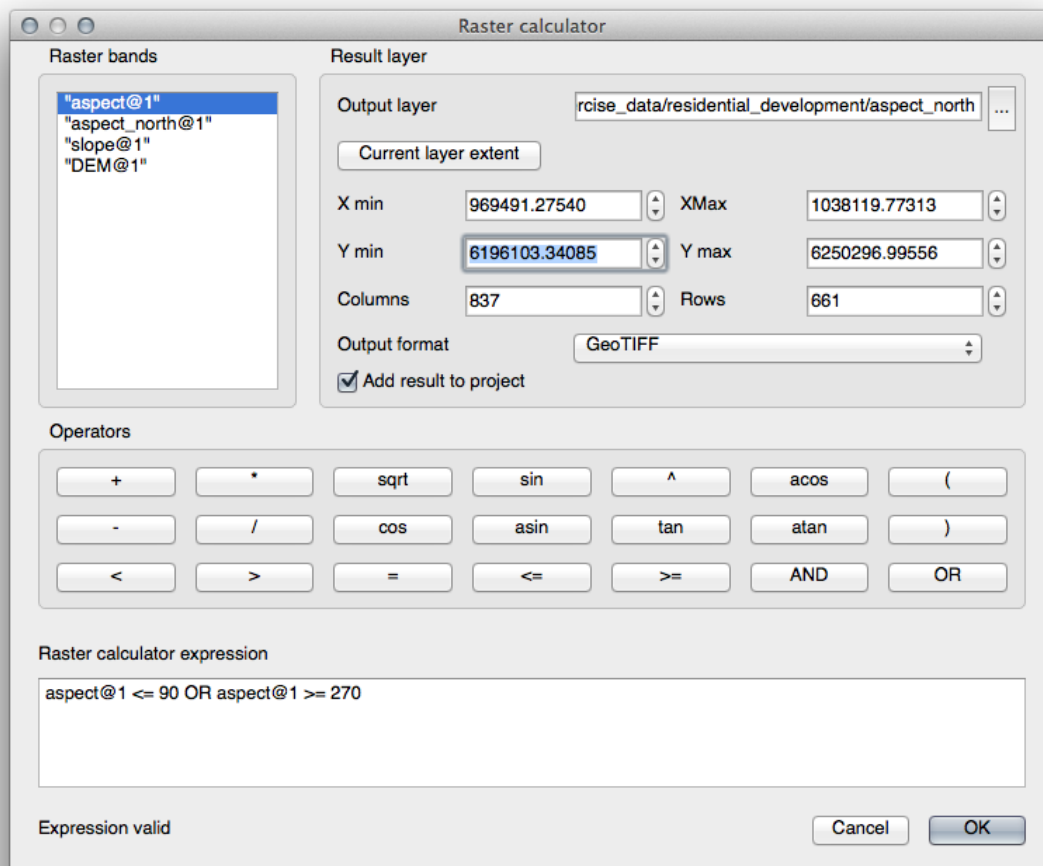 Raster calculator
Raster bands
"aspect@1"
"aspect_north@1"
"slope@1"
"DEM@1"
Result layer
Output layer rcise_data/residential_development/aspect_north ...
Current layer extent
X min 969491.27540 XMax 1038119.77313
Y min 6196103.34085 Y max 6250296.99556
Columns 837 Rows 661
Output format GeoTIFF
Add result to project
Operators
+ * sqrt sin ^ acos (
- / cos asin tan atan )
< > = <= >= AND OR
Raster calculator expression
aspect@1 <= 90 OR aspect@1 >= 270
Expression valid Cancel OK